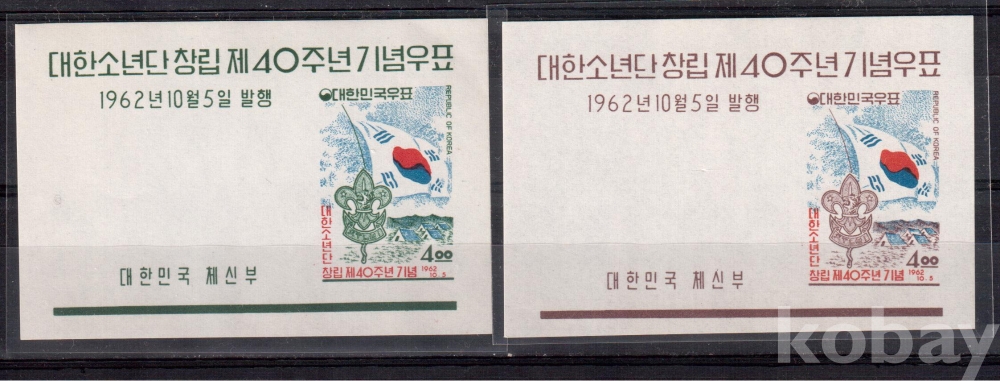 대한소년단 창립 제40주년 기념우표
1962년 10월 5일 발행
대한민국우표
REPUBLIC OF KOREA
대한소년단
4.00
창립 제40주년 기념 1962 10.5
대한민국 체신부
대한소년단 창립 제40주년 기념우표
1962년 10월 5일 발행
대한민국우표
REPUBLIC OF KOREA
대한소년단
4.00
창립 제40주년 기념 1962 10.5
대한민국 체신부
kobay